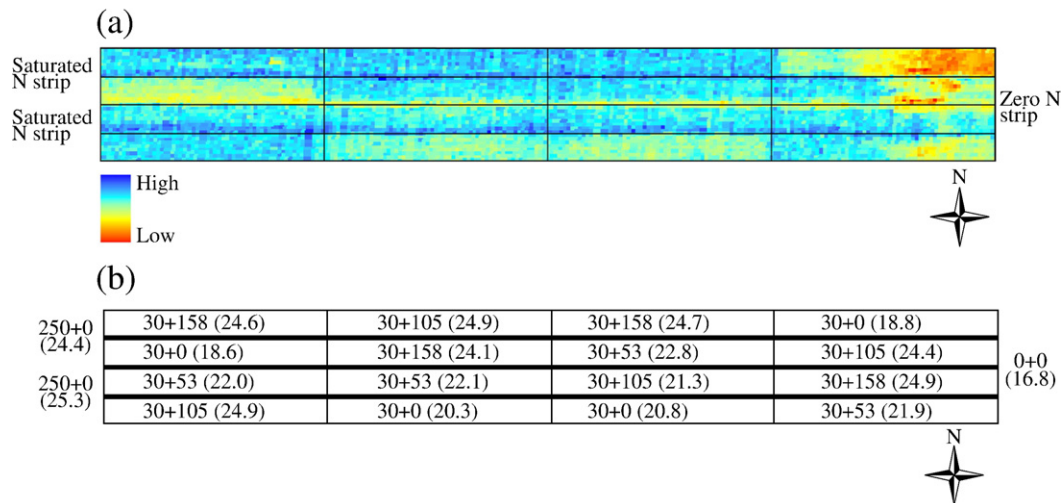 (a)
Saturated
N strip
Saturated
N strip
Zero N
strip
High
Low
N
(b)
250+0
(24.4)
250+0
(25.3)
30+158 (24.6) 30+105 (24.9) 30+158 (24.7) 30+0 (18.8)
30+0 (18.6) 30+158 (24.1) 30+53 (22.8) 30+105 (24.4)
30+53 (22.0) 30+53 (22.1) 30+105 (21.3) 30+158 (24.9)
30+105 (24.9) 30+0 (20.3) 30+0 (20.8) 30+53 (21.9)
0+0
(16.8)
N